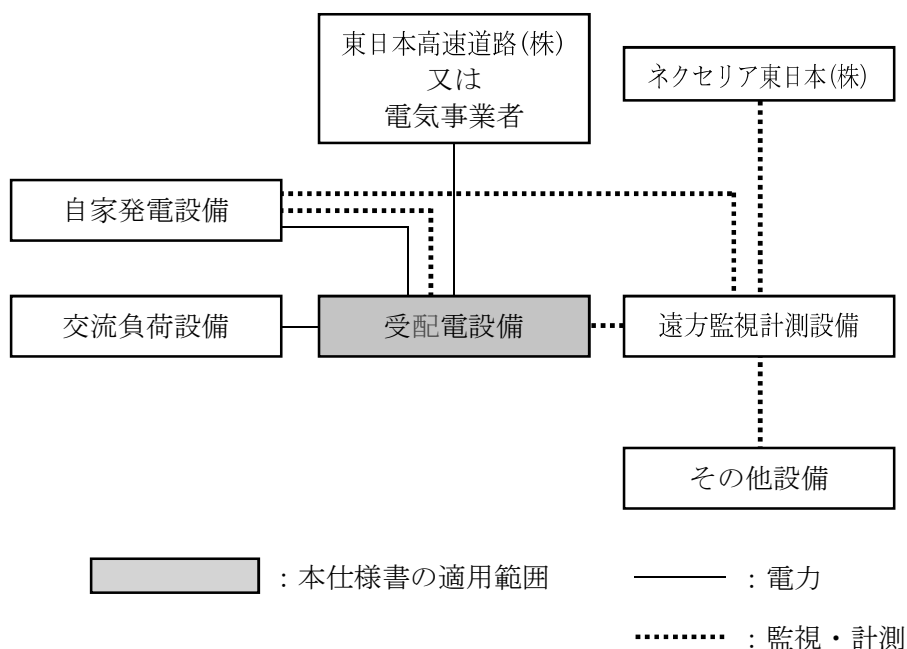 東日本高速道路(株)
又は
電気事業者
ネクセリア東日本(株)
自家発電設備
交流負荷設備
受配電設備
遠方監視計測設備
その他設備
：本仕様書の適用範囲
：電力
：監視・計測